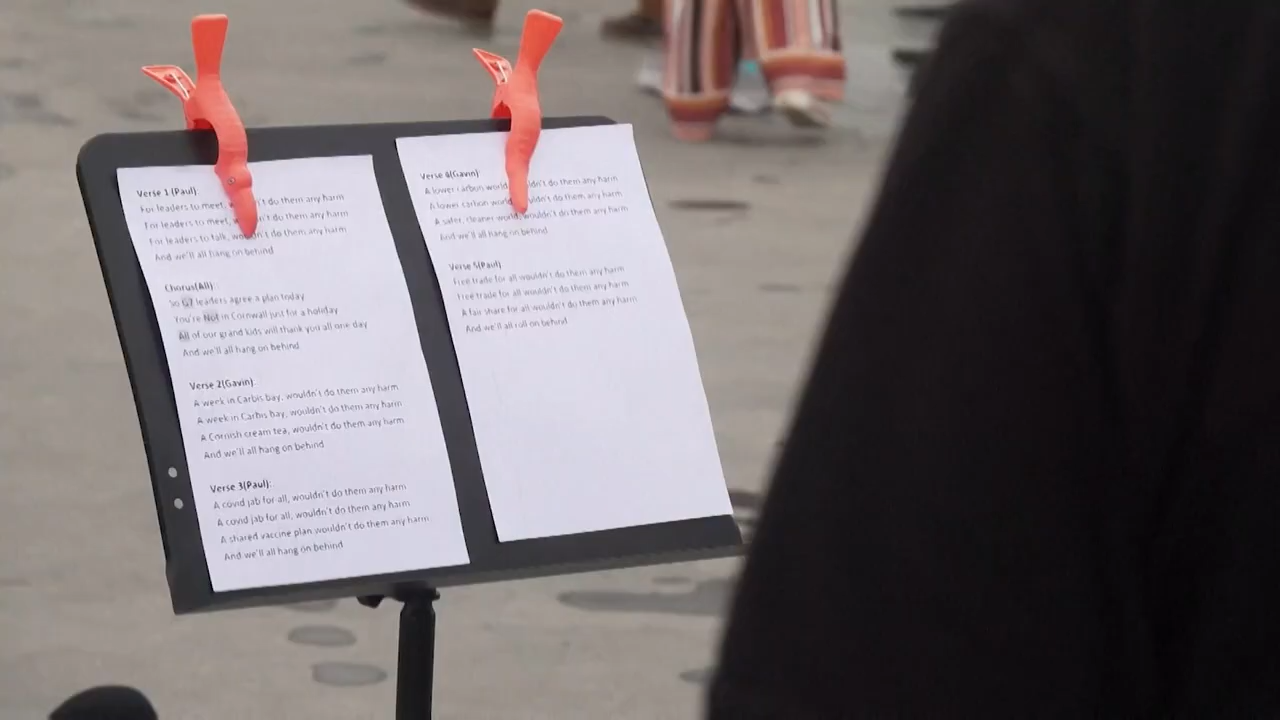 Verse 1 (Paul)
For leaders to meet, w n't do them any harm
For leaders to meet, w n't do them any harm
For leaders to talk, wouldn't do them any harm
And we'll all hang on behind
Chorus(All)
So G7 leaders agree a plan today
You're Not in Cornwall just for a holiday
All of our grand kids will thank you all one day
And we'll all hang on behind
Verse 2(Gavin)
A week in Carbis bay, wouldn't do them any harm
A week in Carbis bay, wouldn't do them any harm
A Cornish cream tea, wouldn't do them any harm
And we'll all hang on behind
Verse 3(Paul):
A covid jab for all, wouldn't do them any harm
A covid jab for all, wouldn't do them any harm
A shared vaccine plan wouldn't do them any harm
And we'll all hang on behind
Verse 4(Gavin)
A lower carbon world ldn't do them any harm
A lower carbon world uldn't do them any harm
A safer, cleaner world, wouldn't do them any harm
And we'll all hang on behind
Verse 5(Paul)
Free trade for all wouldn't do them any harm
Free trade for all wouldn't do them any harm
A fair share for all wouldn't do them any harm
And we'll all roll on behind